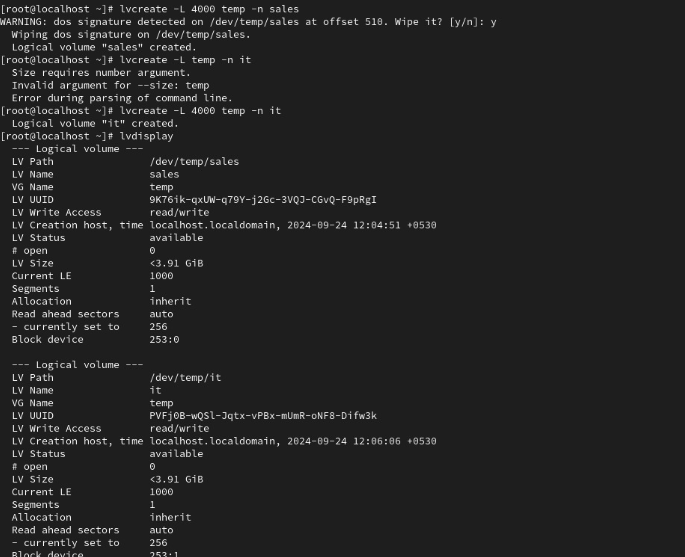 [root@localhost ~]# lvcreate -L 4000 temp -n sales
WARNING: dos signature detected on /dev/temp/sales at offset 510. Wipe it? [y/n]: y
  Wiping dos signature on /dev/temp/sales.
  Logical volume "sales" created.
[root@localhost ~]# lvcreate -L temp -n it
  Size requires number argument.
  Invalid argument for --size: temp
  Error during parsing of command line.
[root@localhost ~]# lvcreate -L 4000 temp -n it
  Logical volume "it" created.
[root@localhost ~]# lvdisplay
  --- Logical volume ---
  LV Path                /dev/temp/sales
  LV Name                sales
  VG Name                temp
  LV UUID                9K76ik-qxUW-q79Y-j2Gc-3VQJ-CGvQ-F9pRgI
  LV Write Access        read/write
  LV Creation host, time localhost.localdomain, 2024-09-24 12:04:51 +0530
  LV Status              available
  # open                 0
  LV Size                <3.91 GiB
  Current LE             1000
  Segments               1
  Allocation             inherit
  Read ahead sectors     auto
  - currently set to     256
  Block device           253:0

  --- Logical volume ---
  LV Path                /dev/temp/it
  LV Name                it
  VG Name                temp
  LV UUID                PVFj0B-wQSl-Jqtx-vPBx-mUmR-oNF8-Difw3k
  LV Write Access        read/write
  LV Creation host, time localhost.localdomain, 2024-09-24 12:06:06 +0530
  LV Status              available
  # open                 0
  LV Size                <3.91 GiB
  Current LE             1000
  Segments               1
  Allocation             inherit
  Read ahead sectors     auto
  - currently set to     256
  Block device           253:1